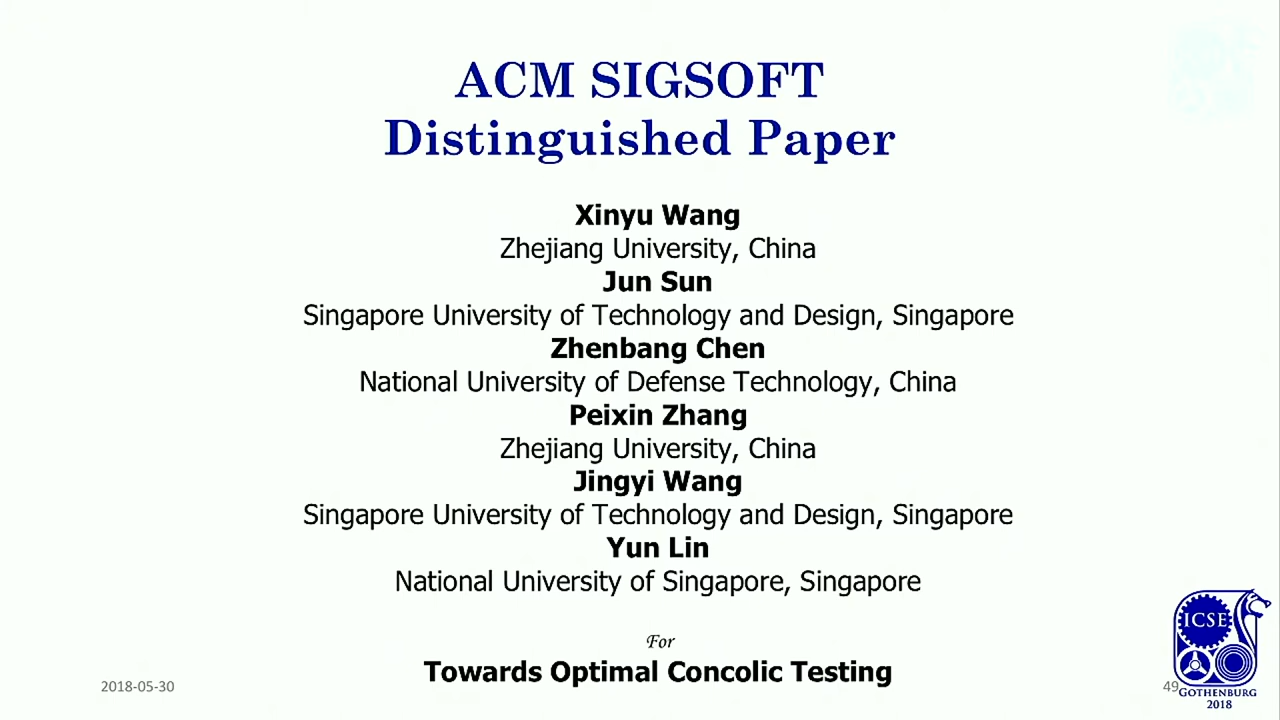 ACM SIGSOFT
Distinguished Paper
Xinyu Wang
Zhejiang University, China
Jun Sun
Singapore University of Technology and Design, Singapore
Zhenbang Chen
National University of Defense Technology, China
Peixin Zhang
Zhejiang University, China
Jingyi Wang
Singapore University of Technology and Design, Singapore
Yun Lin
National University of Singapore, Singapore
For
Towards Optimal Concolic Testing
2018-05-30
49
ICSE
GOTHENBURG
2018